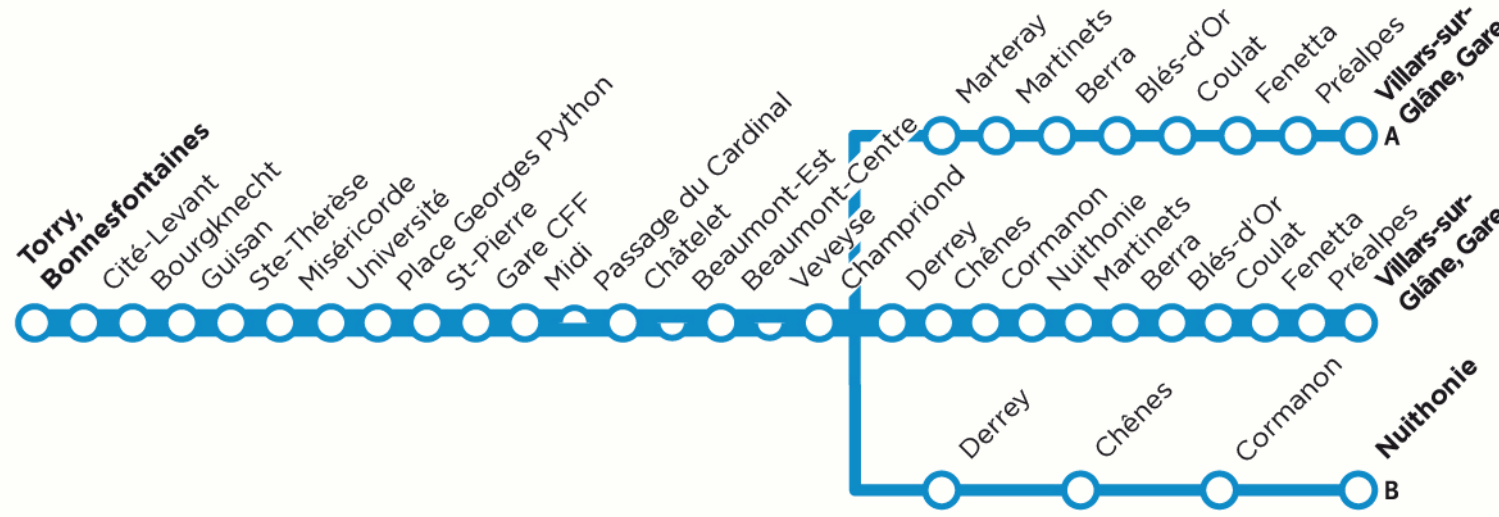 Marteray
Martinets
Berra
Blés-d'Or
Coulat
Fenetta
Préalpes
Villars-sur-
Glâne, Gare
A
Torry,
Bonnesfontaines
Cité-Levant
Bourgknecht
Guisan
Ste-Thérèse
Miséricorde
Université
Place Georges Python
St-Pierre
Gare CFF
Midi
Passage du Cardinal
Châtelet
Beaumont-Est
Beaumont-Centre
Veveyse
Champriond
Derrey
Chênes
Cormanon
Nuithonie
Martinets
Berra
Blés-d'Or
Coulat
Fenetta
Préalpes
Villars-sur-
Glâne, Gare
Derrey
Chênes
Cormanon
Nuithonie
B